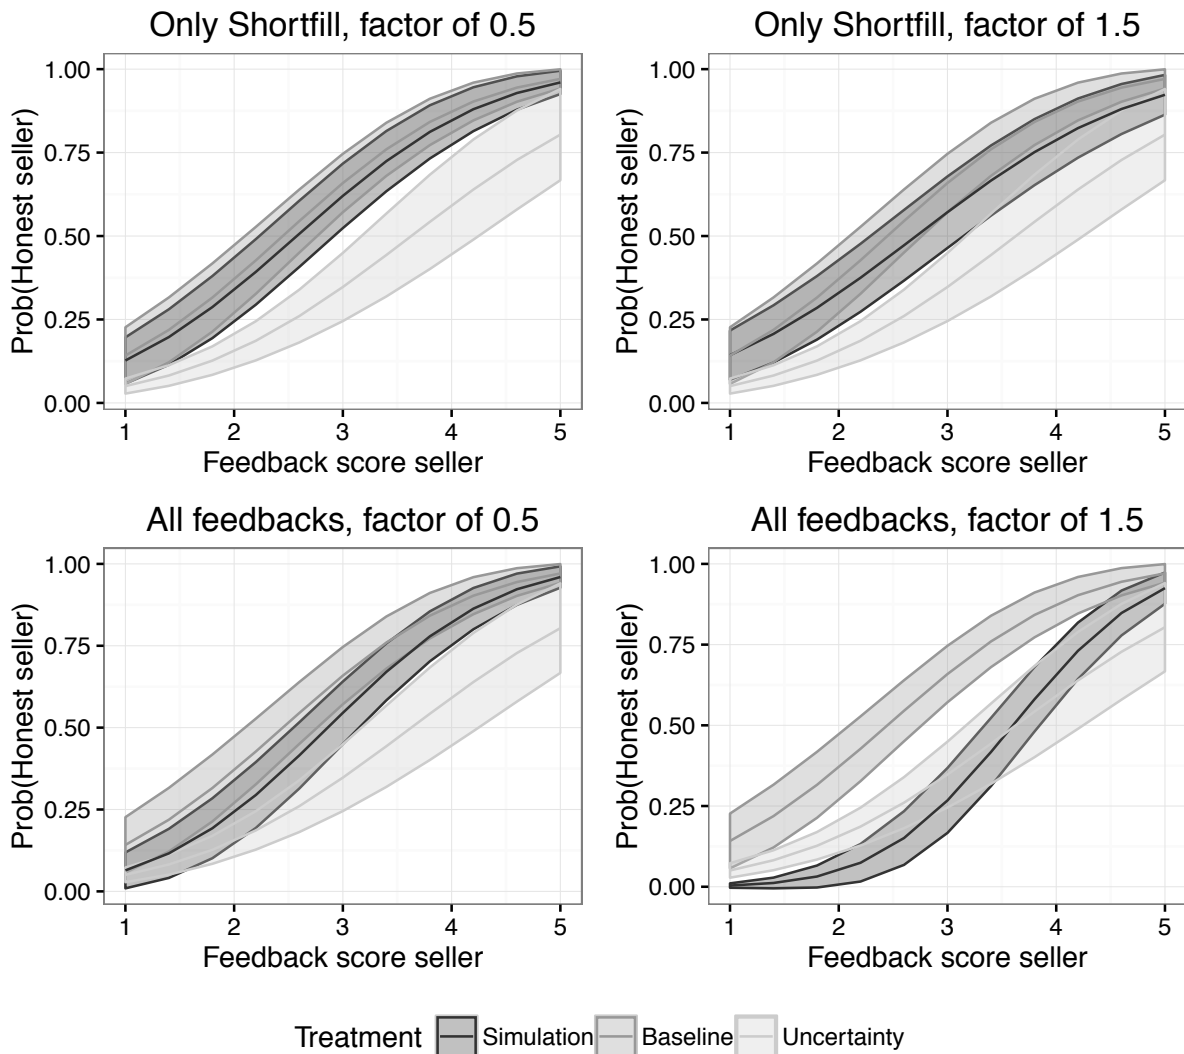 Only Shortfill, factor of 0.5
Only Shortfill, factor of 1.5
Prob(Honest seller)
1.00
0.75
0.50
0.25
0.00
1 2 3 4 5
Feedback score seller
Prob(Honest seller)
1.00
0.75
0.50
0.25
0.00
1 2 3 4 5
Feedback score seller
All feedbacks, factor of 0.5
All feedbacks, factor of 1.5
Prob(Honest seller)
1.00
0.75
0.50
0.25
0.00
1 2 3 4 5
Feedback score seller
Prob(Honest seller)
1.00
0.75
0.50
0.25
0.00
1 2 3 4 5
Feedback score seller
Treatment Simulation Baseline Uncertainty